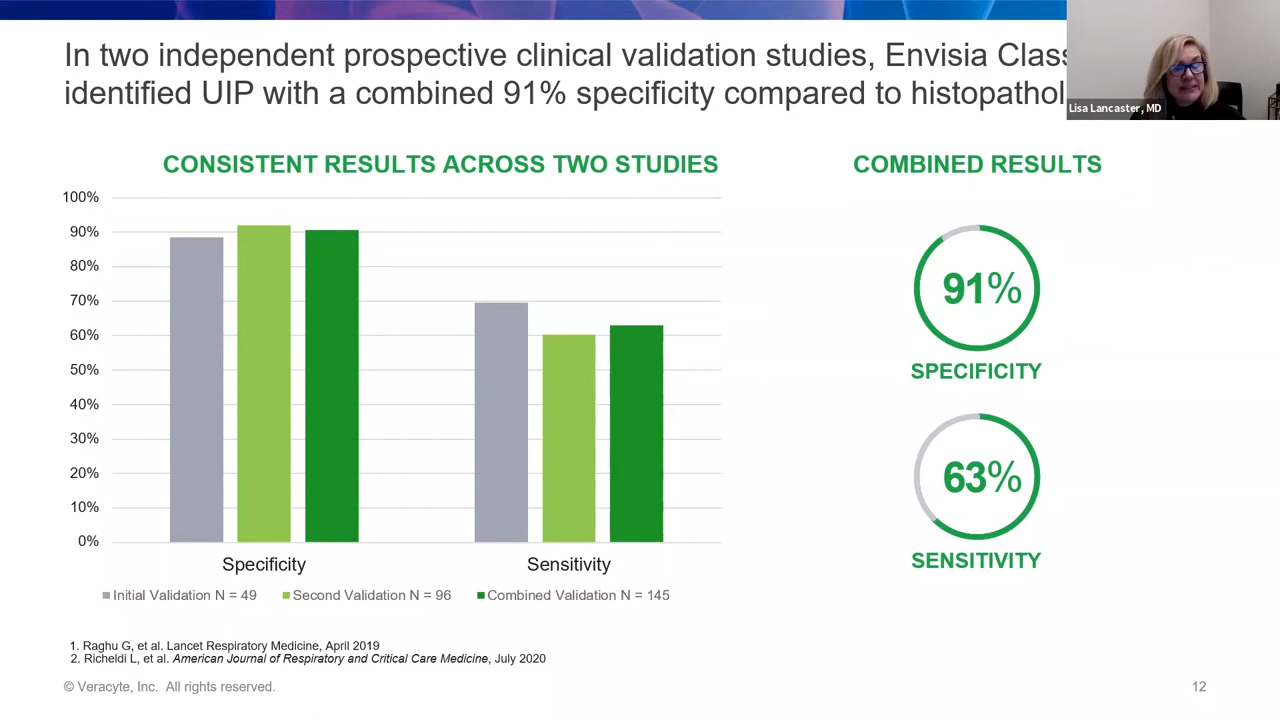 In two independent prospective clinical validation studies, Envisia Class
identified UIP with a combined 91% specificity compared to histopathol
Lisa Lancaster, MD
CONSISTENT RESULTS ACROSS TWO STUDIES
100%
90%
80%
70%
60%
50%
40%
30%
20%
10%
0%
Specificity
Sensitivity
Initial Validation N = 49
Second Validation N = 96
Combined Validation N = 145
COMBINED RESULTS
91%
SPECIFICITY
63%
SENSITIVITY
1. Raghu G, et al. Lancet Respiratory Medicine, April 2019
2. Richeldi L, et al. American Journal of Respiratory and Critical Care Medicine, July 2020
© Veracyte, Inc. All rights reserved.
12